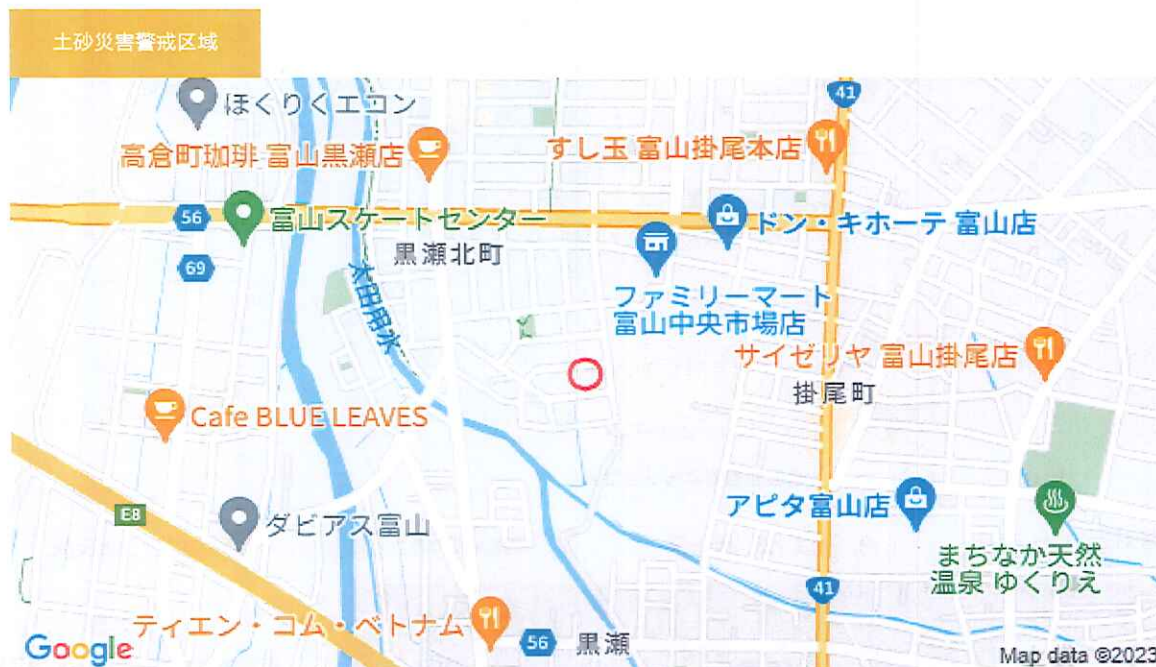 土砂災害警戒区域
ほくりくエコン
41
高倉町珈琲 富山黒瀬店
すし玉 富山掛尾本店
56
富山スケートセンター
ドン・キホーテ 富山店
黒瀬北町
69
太田用水
ファミリーマート
富山中央市場店
サイゼリヤ 富山掛尾店
掛尾町
Cafe BLUE LEAVES
アピタ富山店
E8
ダビアス富山
まちなか天然
温泉 ゆくりえ
41
ティエン・コム・ベトナム
56
黒瀬
Google
Map data ©2023